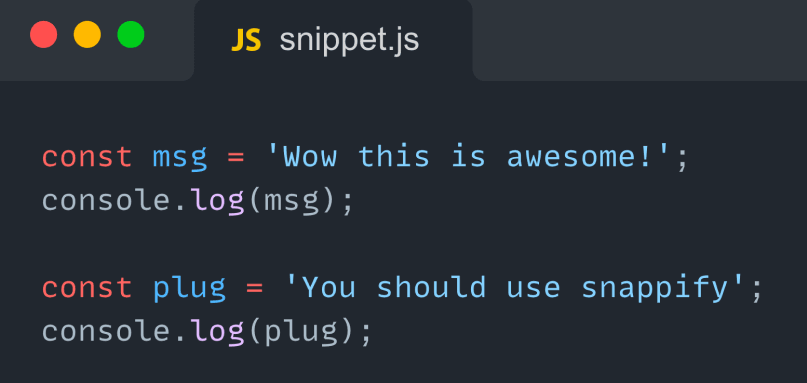 JS snippet.js
const msg = 'Wow this is awesome!';
console.log(msg);
const plug = 'You should use snappify';
console.log(plug);